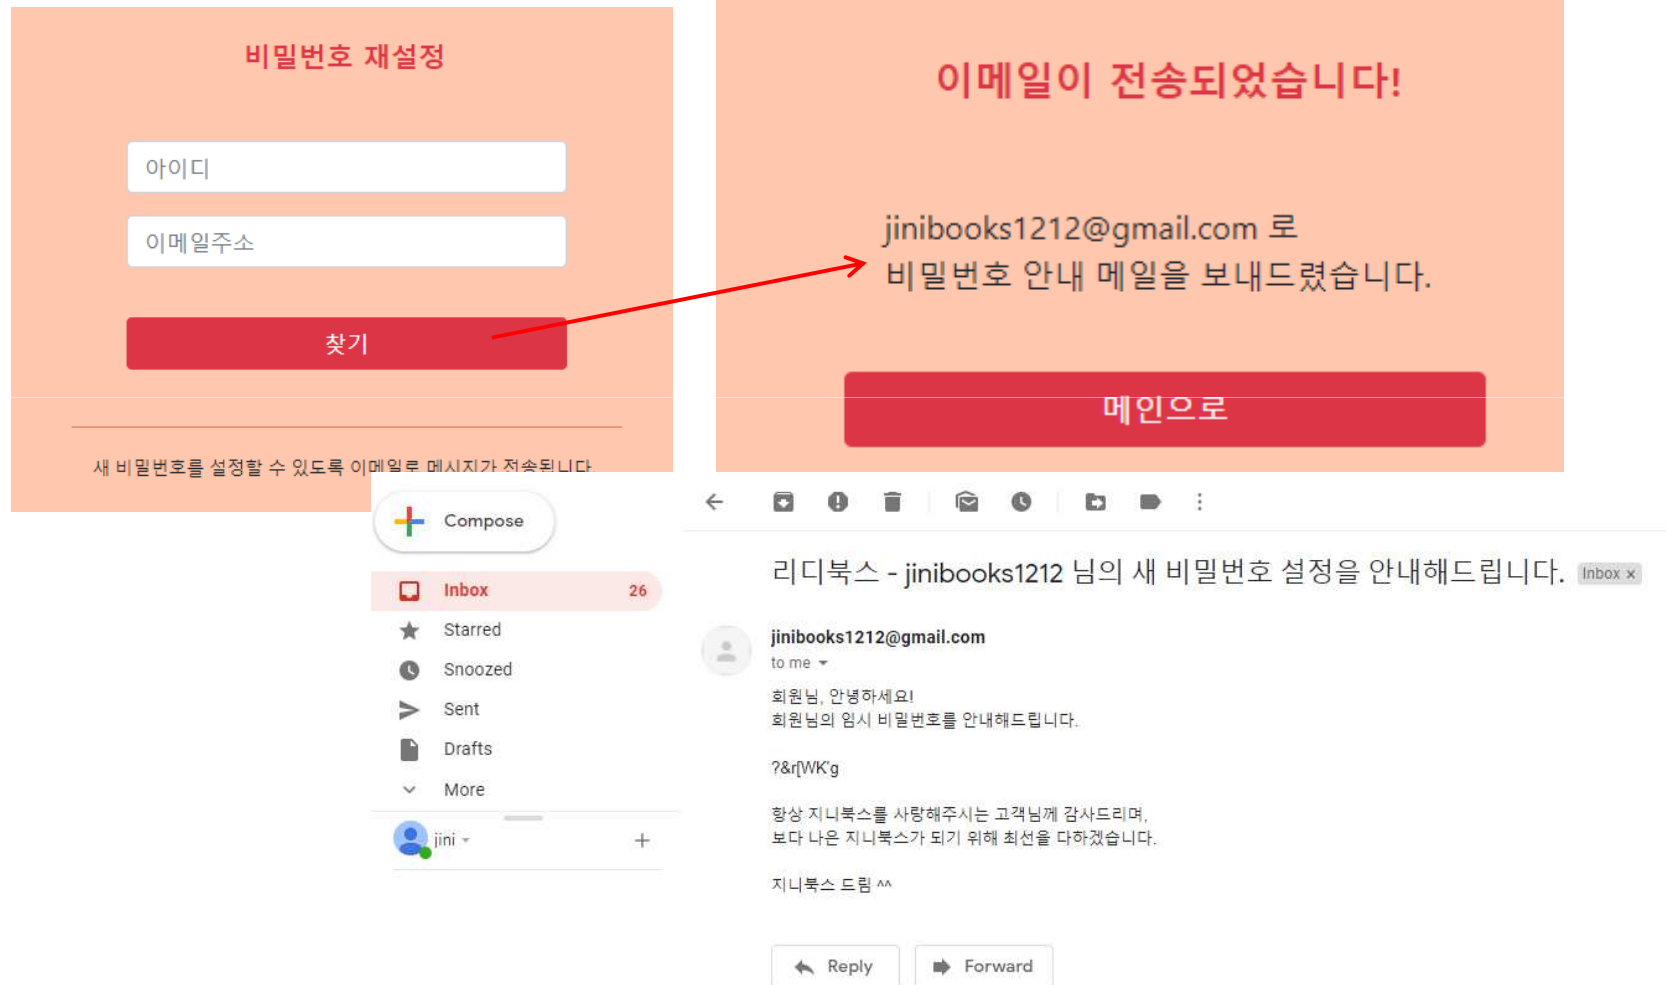 비밀번호 재설정
아이디
이메일주소
찾기
새 비밀번호를 설정할 수 있도록 이메일로 메시지가 전송됩니다
이메일이 전송되었습니다!
jinibooks1212@gmail.com 로
비밀번호 안내 메일을 보내드렸습니다.
메인으로
Compose
Inbox 26
Starred
Snoozed
Sent
Drafts
More
jini
리디북스 - jinibooks1212 님의 새 비밀번호 설정을 안내해드립니다. Inbox x
jinibooks1212@gmail.com
to me
회원님, 안녕하세요!
회원님의 임시 비밀번호를 안내해드립니다.
?&r[WK'g
항상 지니북스를 사랑해주시는 고객님께 감사드리며,
보다 나은 지니북스가 되기 위해 최선을 다하겠습니다.
지니북스 드림 ^^
Reply
Forward